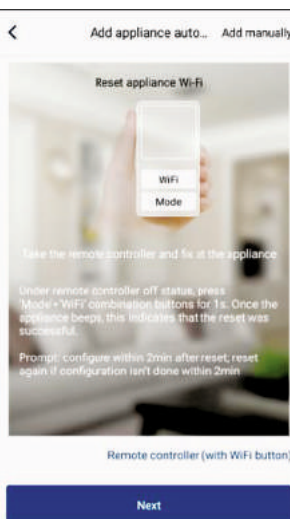 Add appliance auto... Add manually
Reset appliance Wi-Fi
WiFi
Mode
Take the remote controller and fix at the appliance
Under remote controller off status, press
'Mode+'WiFi' combination buttons for 1s. Once the
appliance beeps, this indicates that the reset was
successful.
Prompt: configure within 2min after reset; reset
again if configuration isn't done within 2min
Remote controller (with WiFi button)
Next